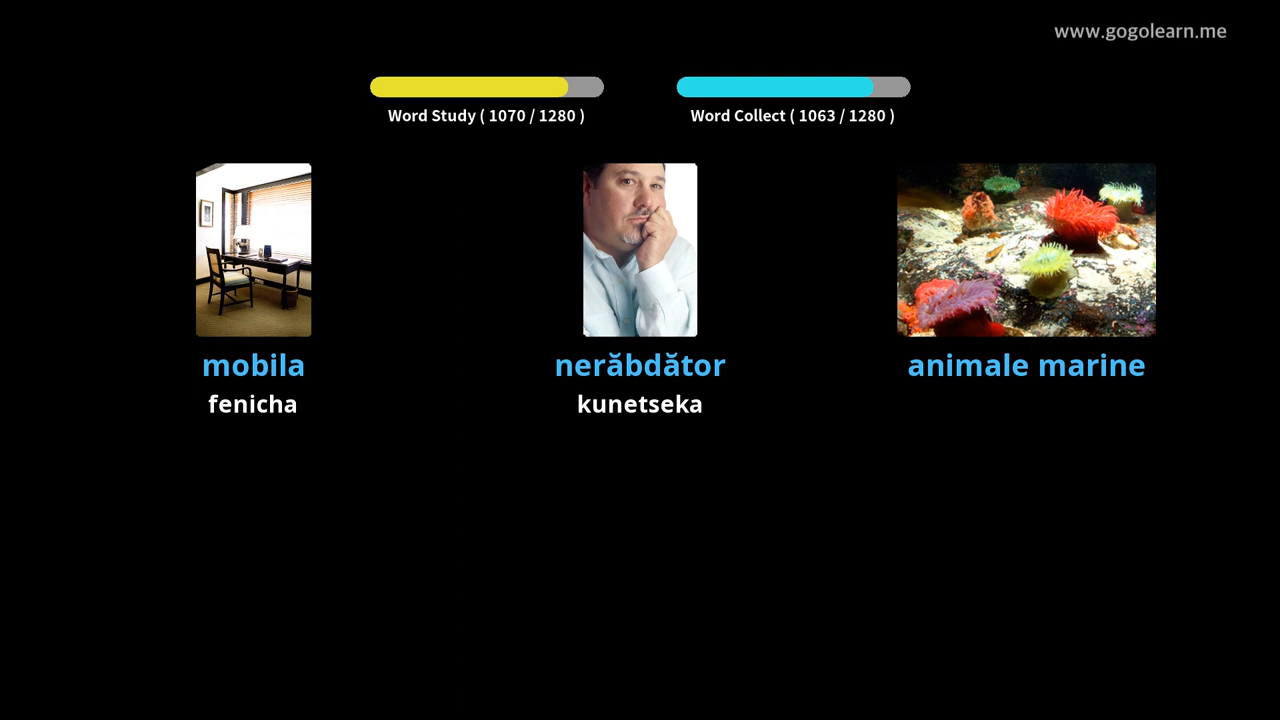 www.gogolearn.me
Word Study ( 1070 / 1280 )
Word Collect ( 1063 / 1280 )
mobila
fenicha
nerăbdător
kunetseka
animale marine